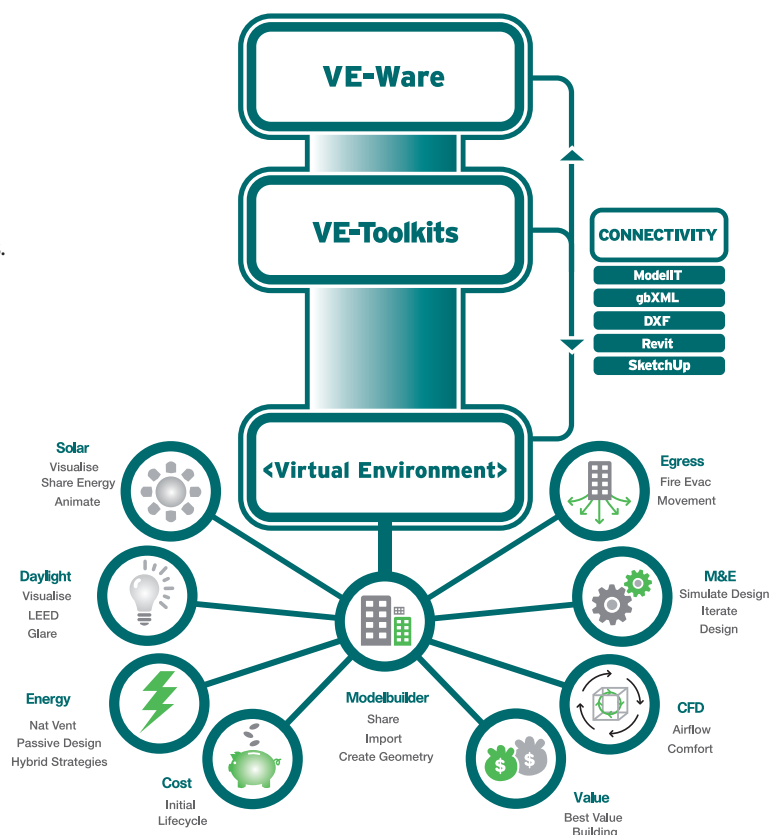 VE-Ware
VE-Toolkits
s.
CONNECTIVITY
ModelIT
gbXML
DXF
Revit
SketchUp
<Virtual Environment>
Solar
Visualise
Share Energy
Animate
Egress
Fire Evac
Movement
Daylight
Visualise
LEED
Glare
M&E
Simulate Design
Iterate
Design
Energy
Nat Vent
Passive Design
Hybrid Strategies
Modelbuilder
Share
Import
Create Geometry
CFD
Airflow
Comfort
Cost
Initial
Lifecycle
$ $
Value
Best Value
Building